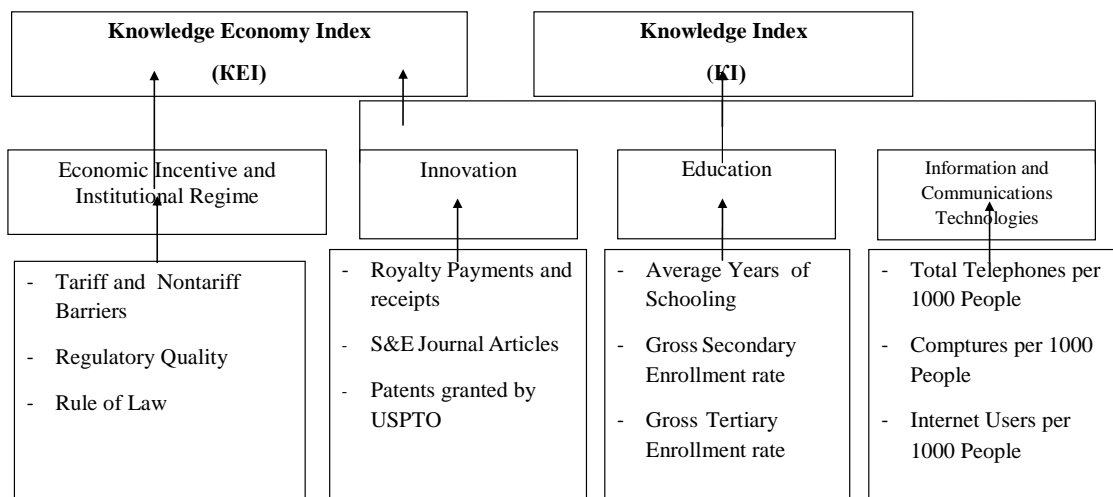 Knowledge Economy Index
(KEI)
Knowledge Index
(KI)
Economic Incentive and
Institutional Regime
Innovation
Education
Information and
Communications
Technologies
- Tariff and Nontariff
Barriers
- Regulatory Quality
- Rule of Law
- Royalty Payments and
receipts
- S&E Journal Articles
- Patents granted by
USPTO
- Average Years of
Schooling
- Gross Secondary
Enrollment rate
- Gross Tertiary
Enrollment rate
- Total Telephones per
1000 People
- Comptures per 1000
People
- Internet Users per
1000 People